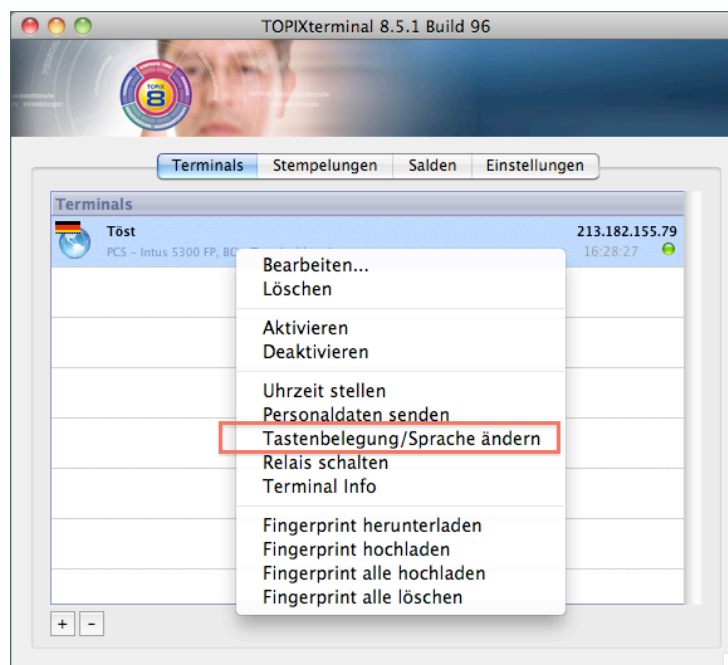 TOPIXterminal 8.5.1 Build 96
TOPIX
8
Terminals Stempelungen Salden Einstellungen
Terminals
Töst 213.182.155.79
PCS - Intus 5300 FP, 16:28:27
Bearbeiten...
Löschen
Aktivieren
Deaktivieren
Uhrzeit stellen
Personaldaten senden
Tastenbelegung/Sprache ändern
Relais schalten
Terminal Info
Fingerprint herunterladen
Fingerprint hochladen
Fingerprint alle hochladen
Fingerprint alle löschen
+ -